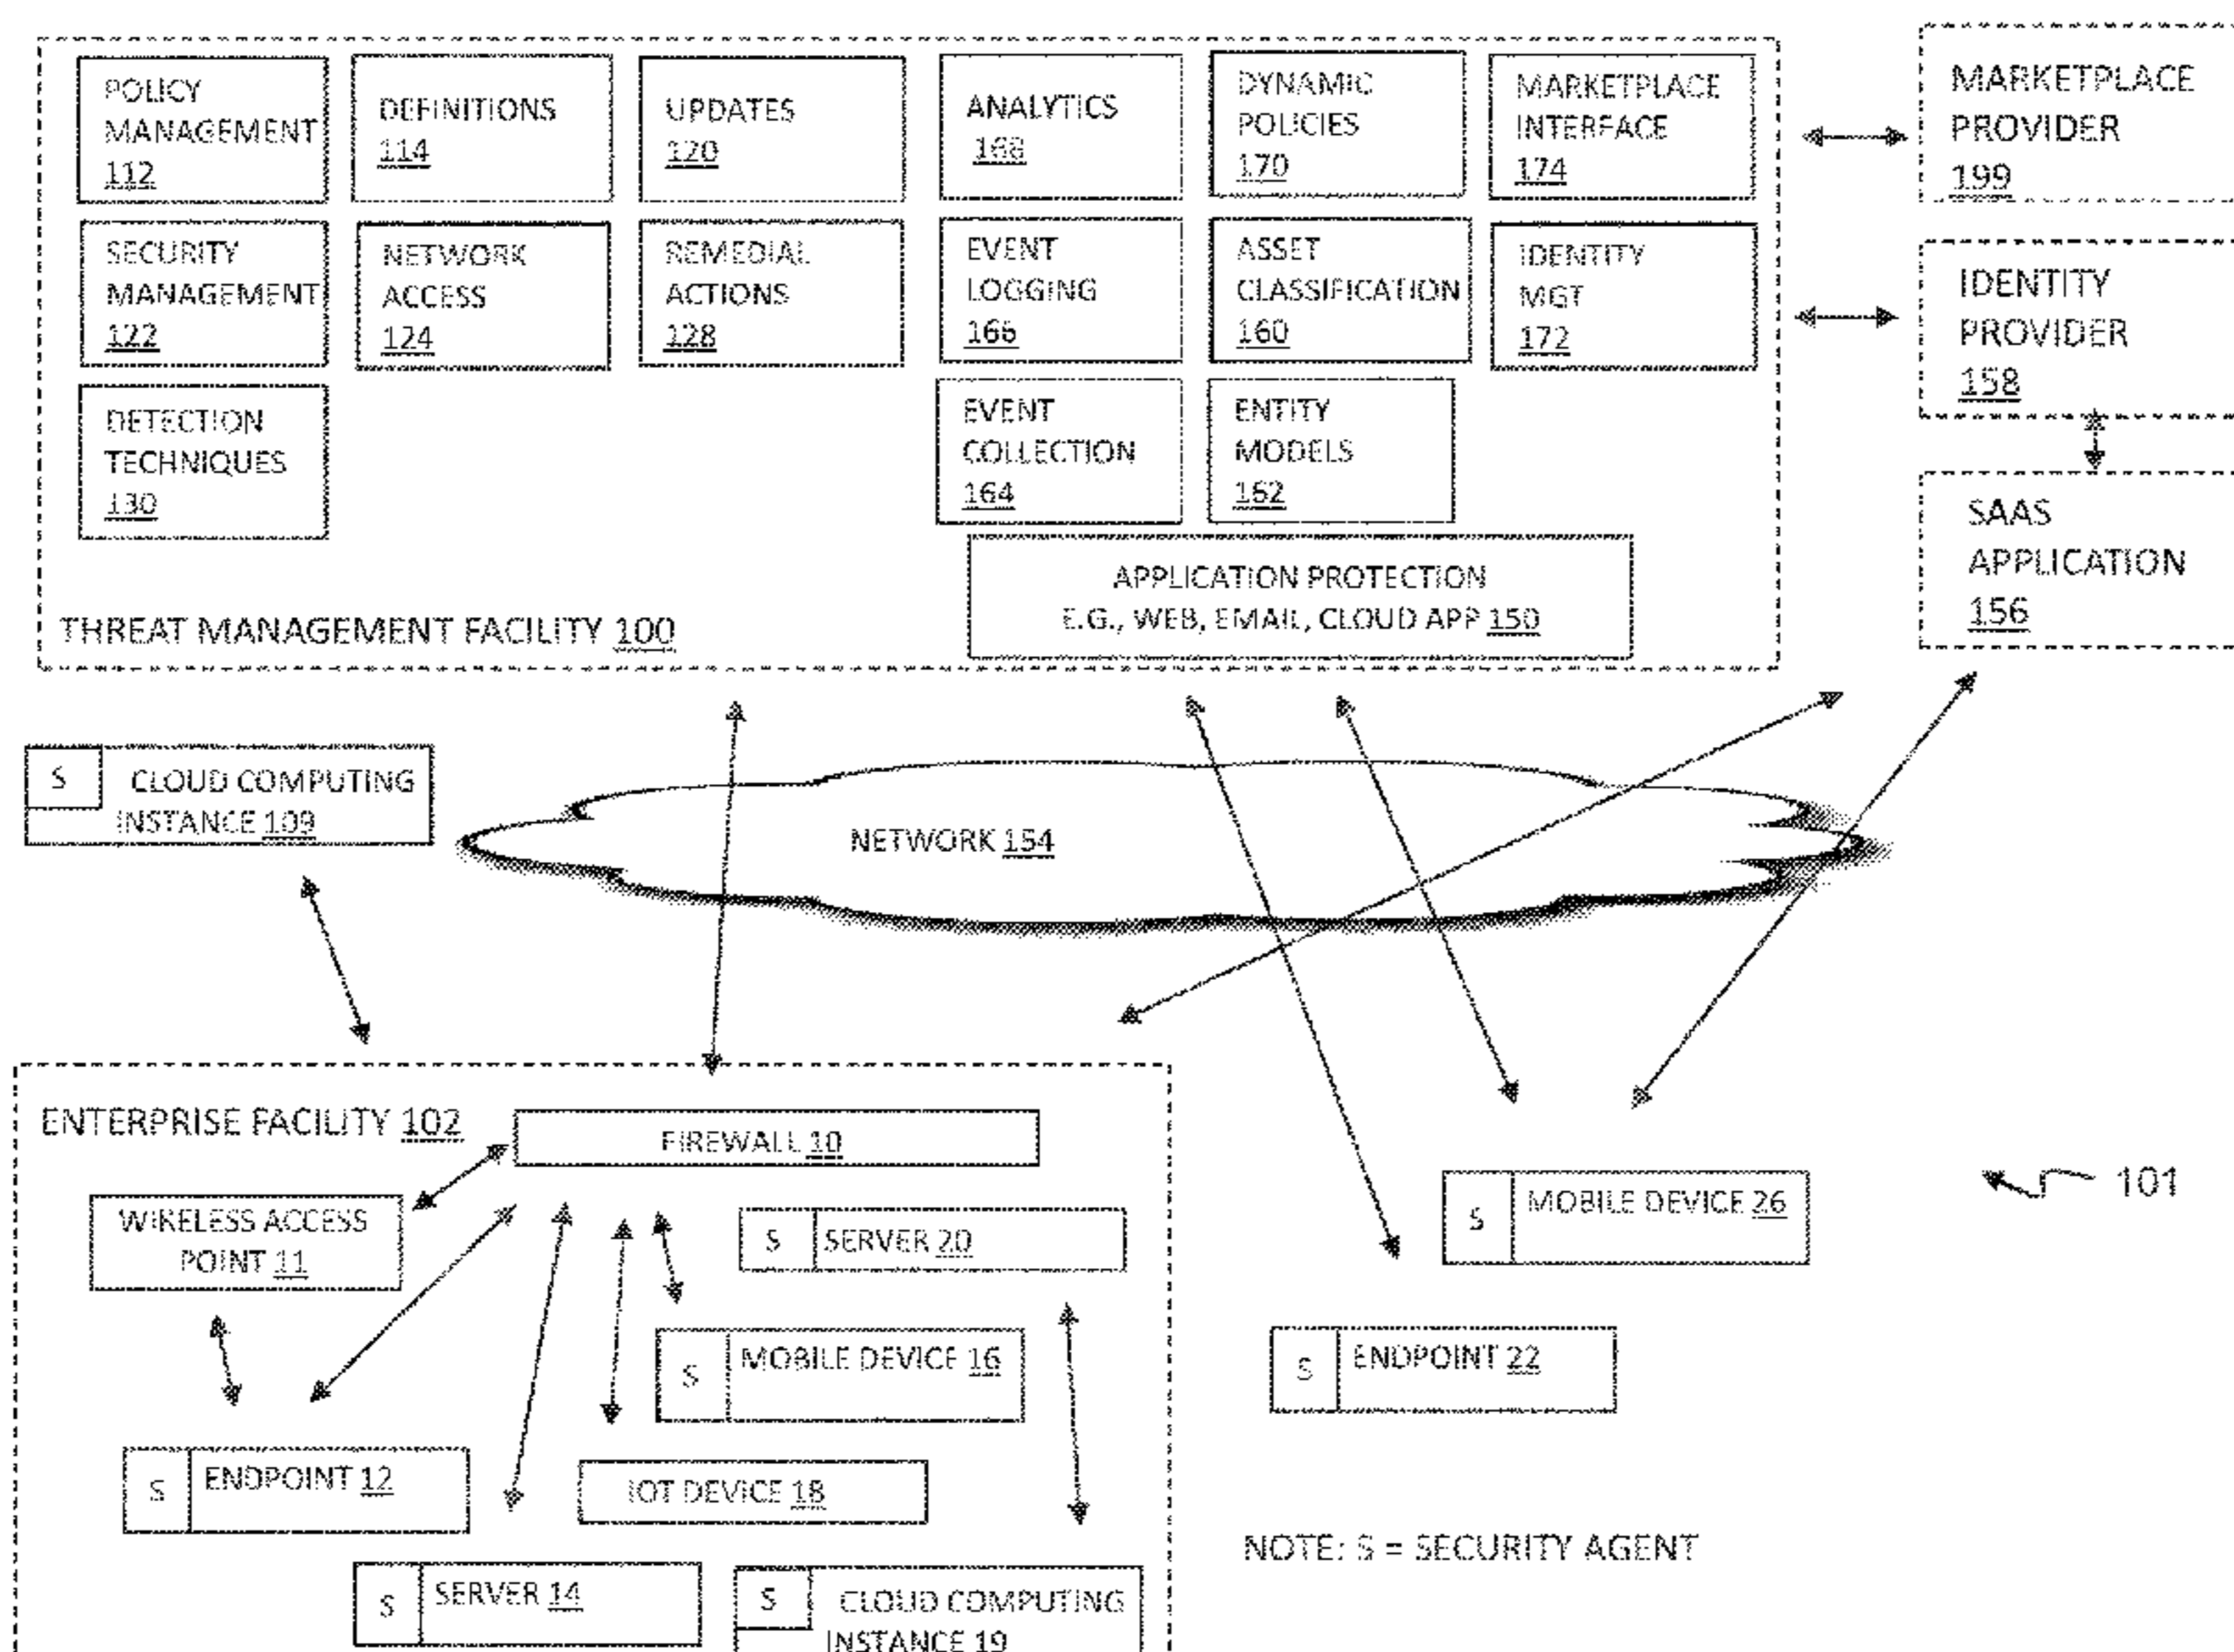 POLICY
MANAGEMENT
112
DEFINITIONS
114
UPDATES
120
ANALYTICS
168
DYNAMIC
POLICIES
170
MARKETPLACE
INTERFACE
174
MARKETPLACE
PROVIDER
199
SECURITY
MANAGEMENT
122
NETWORK
ACCESS
124
REMEDIAL
ACTIONS
128
EVENT
LOGGING
166
ASSET
CLASSIFICATION
160
IDENTITY
MGT
172
IDENTITY
PROVIDER
158
DETECTION
TECHNIQUES
130
EVENT
COLLECTION
164
ENTITY
MODELS
162
SAAS
APPLICATION
156
APPLICATION PROTECTION
E.G., WEB, EMAIL, CLOUD APP 150
THREAT MANAGEMENT FACILITY 100
S CLOUD COMPUTING
INSTANCE 109
NETWORK 154
ENTERPRISE FACILITY 102
FIREWALL 10
WIRELESS ACCESS
POINT 11
S SERVER 20
S MOBILE DEVICE 26
101
S MOBILE DEVICE 16
S ENDPOINT 22
S ENDPOINT 12
IOT DEVICE 18
NOTE: S = SECURITY AGENT
S SERVER 14
S CLOUD COMPUTING
INSTANCE 19